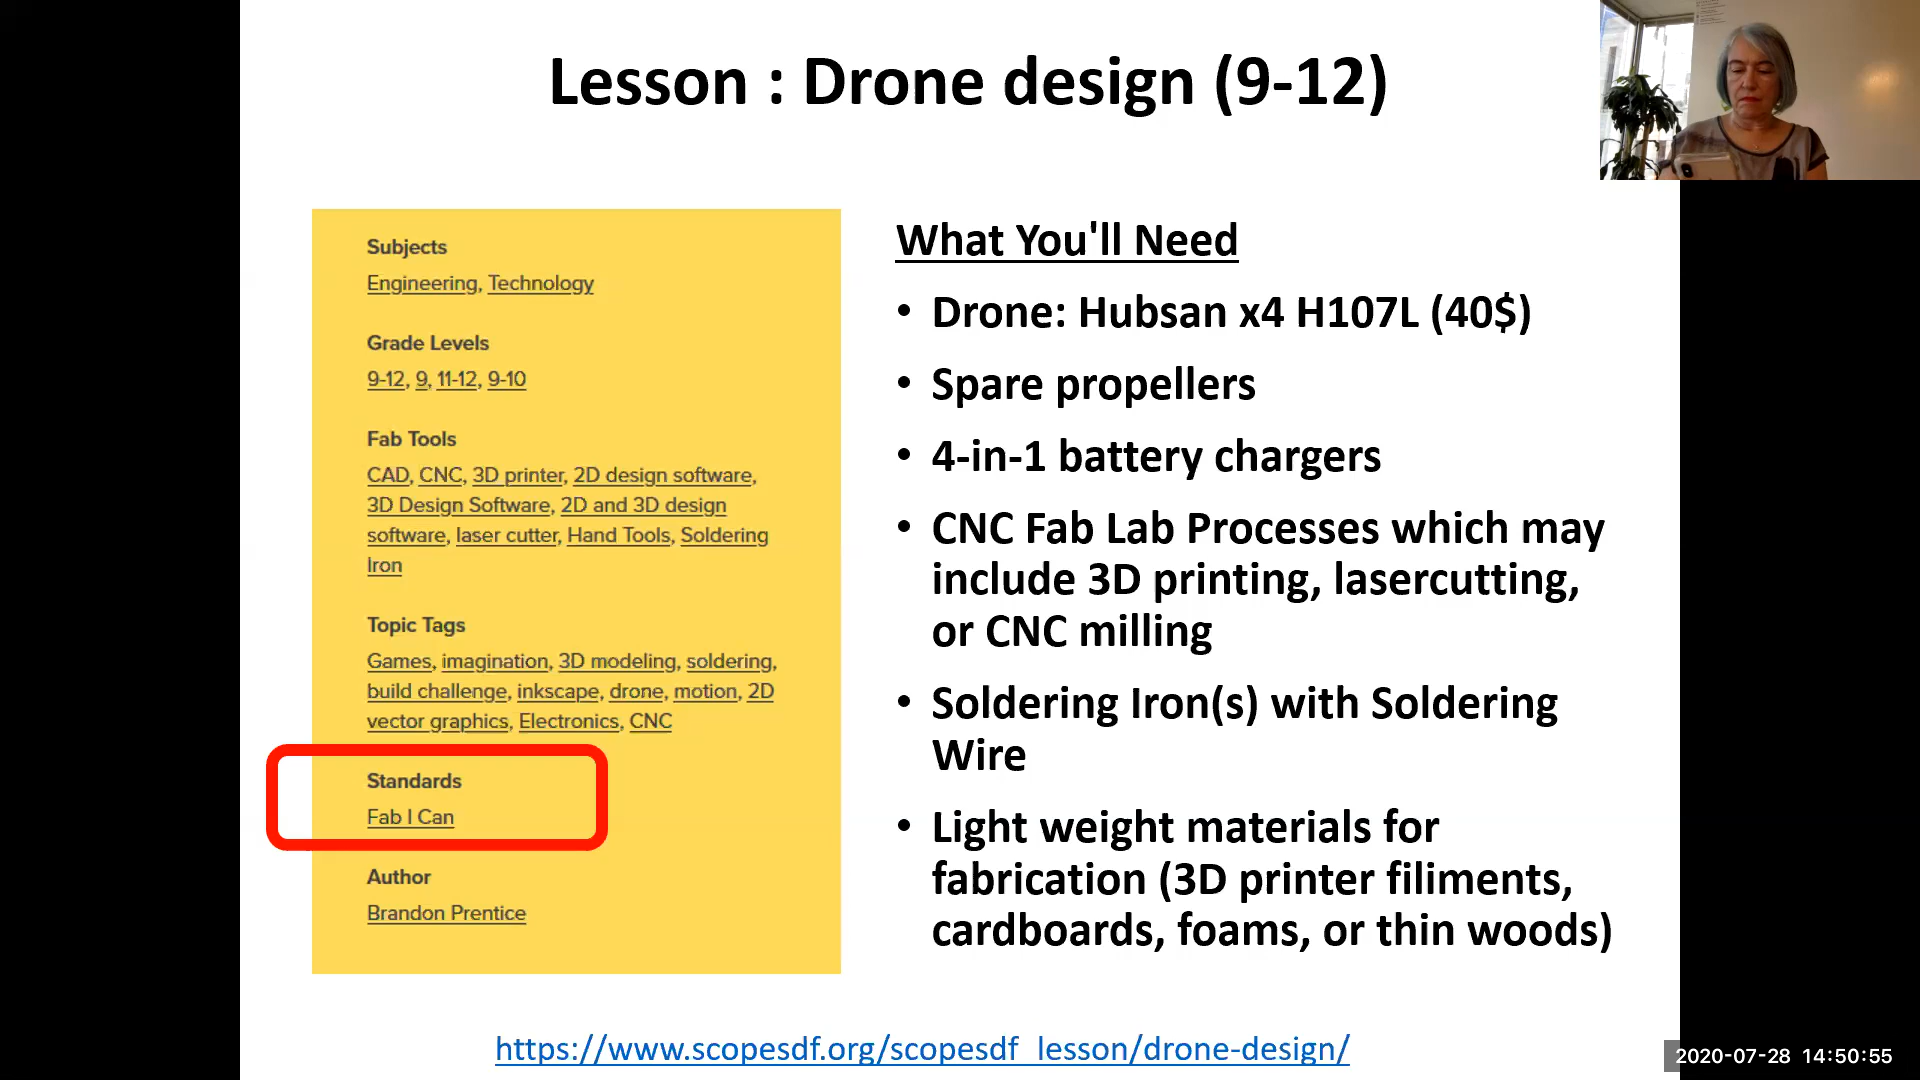 Lesson : Drone design (9-12)
Subjects
Engineering, Technology
Grade Levels
9-12, 9, 11-12, 9-10
Fab Tools
CAD, CNC, 3D printer, 2D design software,
3D Design Software, 2D and 3D design
software, laser cutter, Hand Tools, Soldering
Iron
Topic Tags
Games, imagination, 3D modeling, soldering,
build challenge, inkscape, drone, motion, 2D
vector graphics, Electronics, CNC
Standards
Fab I Can
Author
Brandon Prentice
What You'll Need
• Drone: Hubsan x4 H107L (40$)
• Spare propellers
• 4-in-1 battery chargers
• CNC Fab Lab Processes which may
include 3D printing, lasercutting,
or CNC milling
• Soldering Iron(s) with Soldering
Wire
• Light weight materials for
fabrication (3D printer filiments,
cardboards, foams, or thin woods)
https://www.scopesdf.org/scopesdf_lesson/drone-design/
2020-07-28 14:50:55